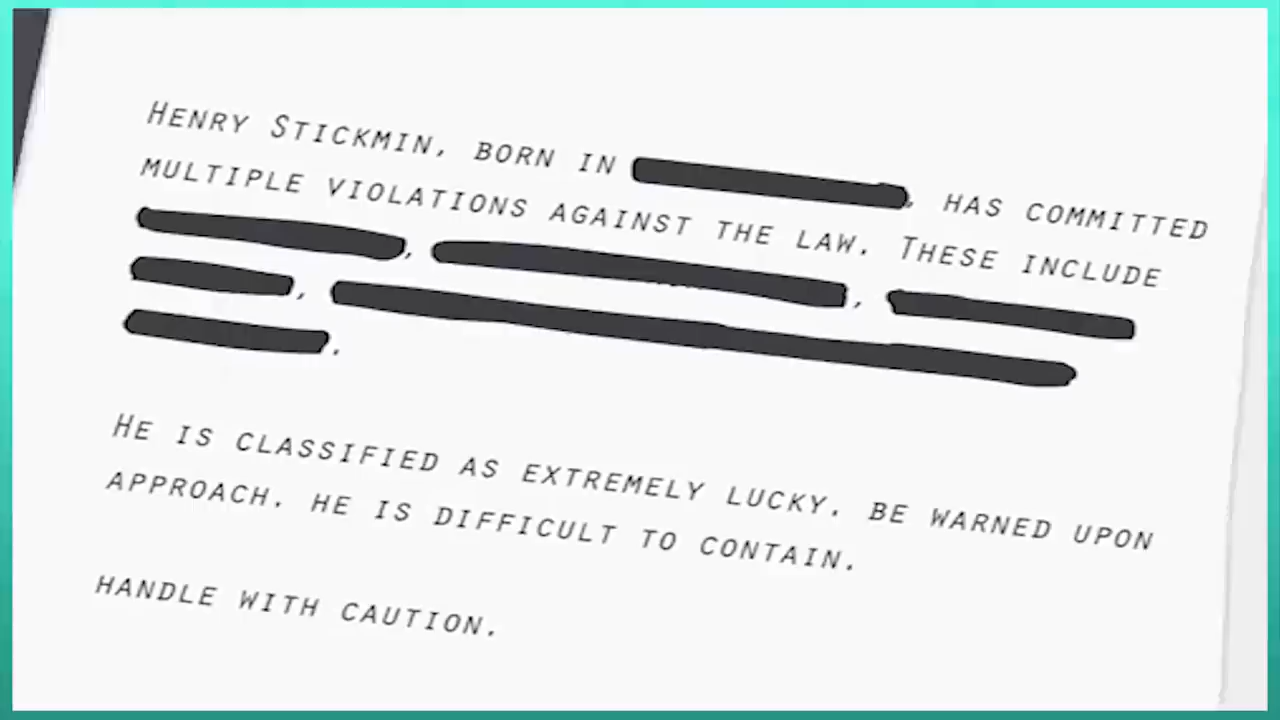 Henry Stickmin, born in , has committed
multiple violations against the law. These include
, ,
,
.
He is classified as extremely lucky. Be warned upon
approach. He is difficult to contain.
Handle with caution.